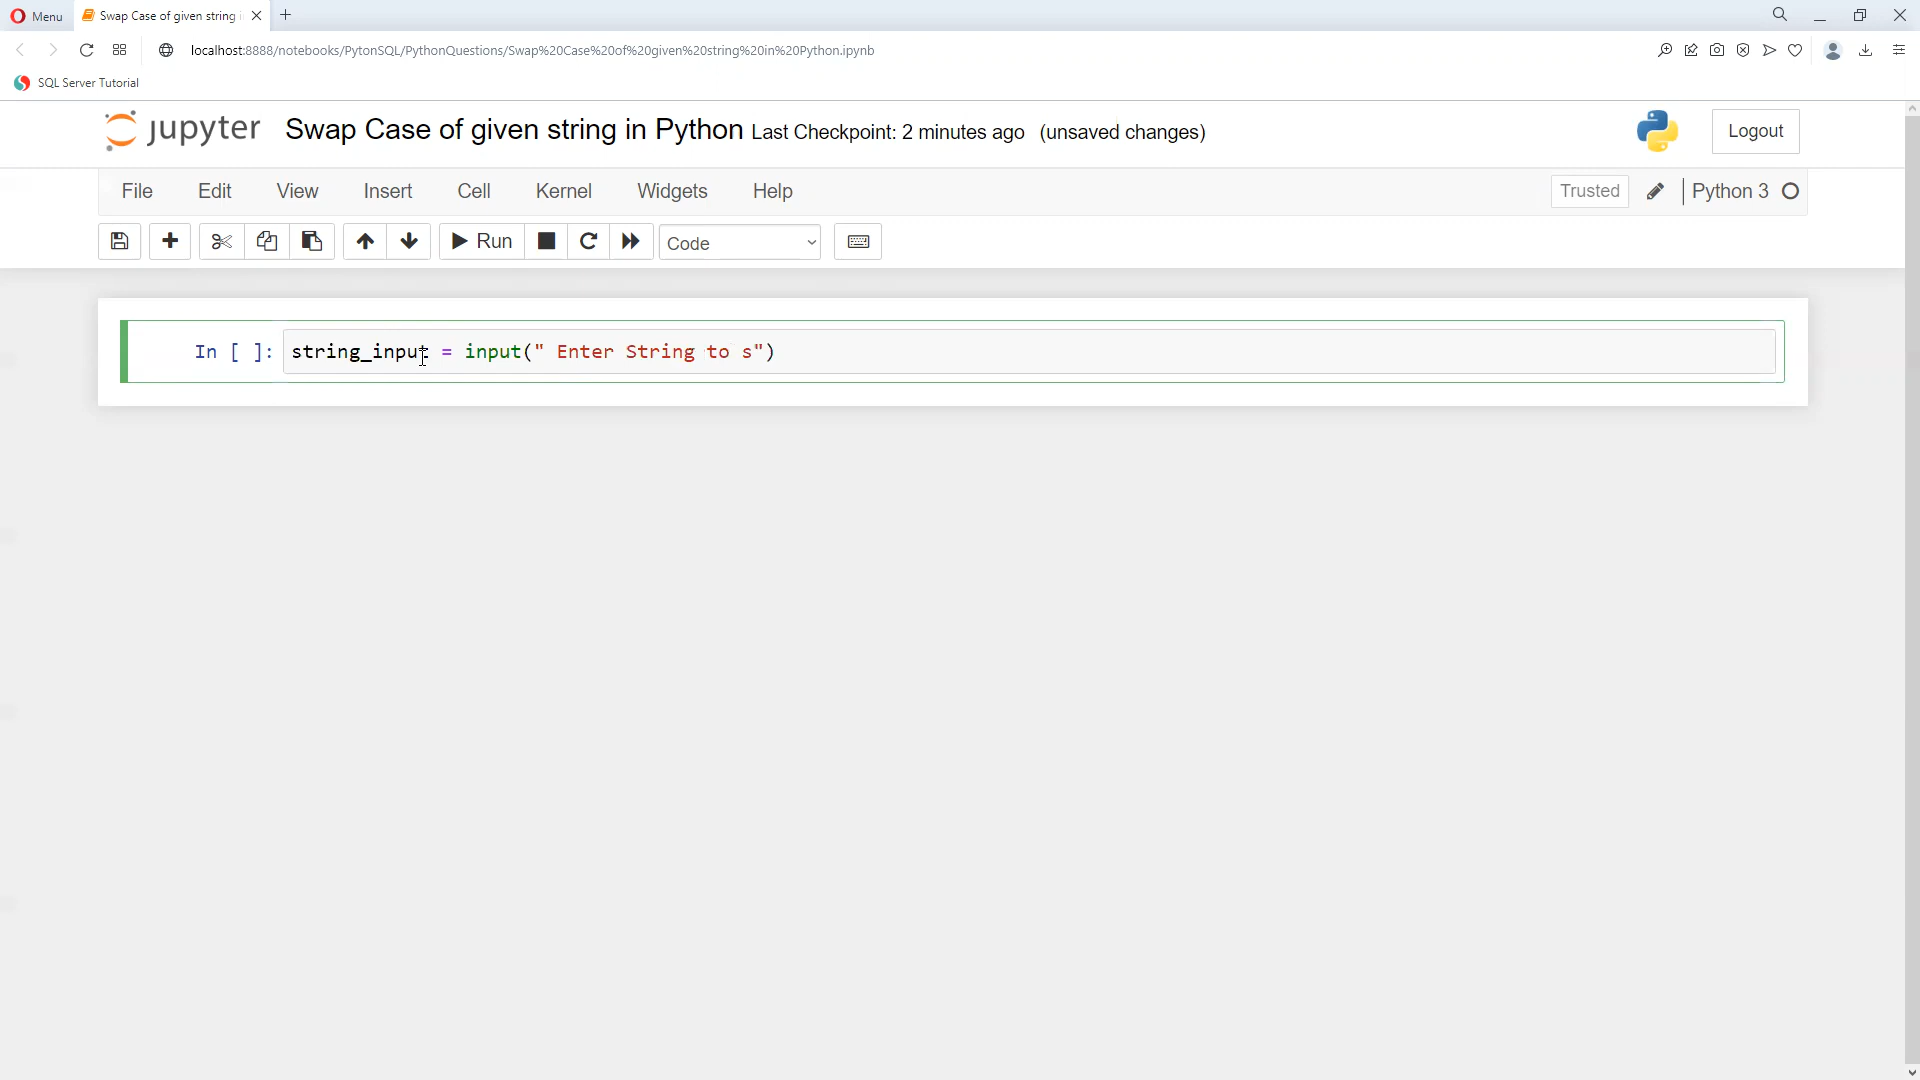 Menu
Swap Case of given string i
localhost:8888/notebooks/PytonSQL/PythonQuestions/Swap%20Case%20of%20given%20string%20in%20Python.ipynb
SQL Server Tutorial
jupyter Swap Case of given string in Python Last Checkpoint: 2 minutes ago (unsaved changes)
Logout
File Edit View Insert Cell Kernel Widgets Help
Trusted Python 3
Run Code
In [ ]: string_input = input(" Enter String to s")